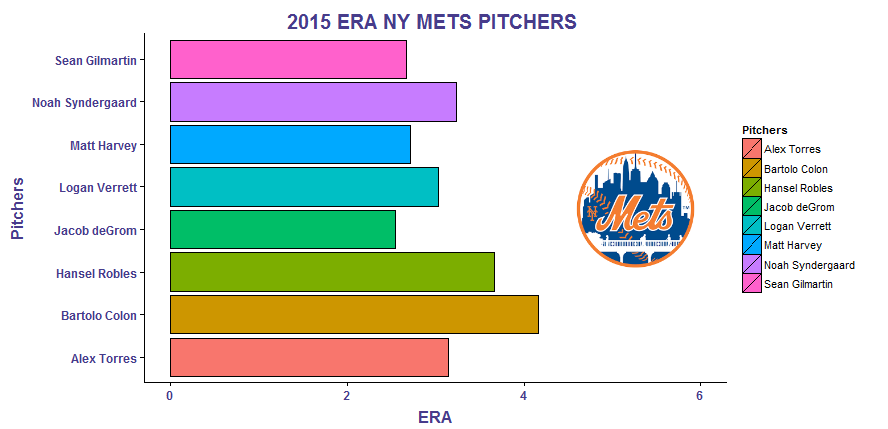 2015 ERA NY METS PITCHERS
Pitchers
Sean Gilmartin
Noah Syndergaard
Matt Harvey
Logan Verrett
Jacob deGrom
Hansel Robles
Bartolo Colon
Alex Torres
0 2 4 6
ERA
NY
Mets
TM
Pitchers
Alex Torres
Bartolo Colon
Hansel Robles
Jacob deGrom
Logan Verrett
Matt Harvey
Noah Syndergaard
Sean Gilmartin